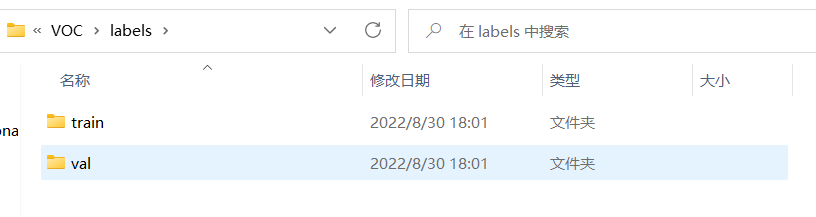 « VOC › labels ›
在 labels 中搜索
名称 修改日期 类型 大小
train 2022/8/30 18:01 文件夹
ona
val 2022/8/30 18:01 文件夹